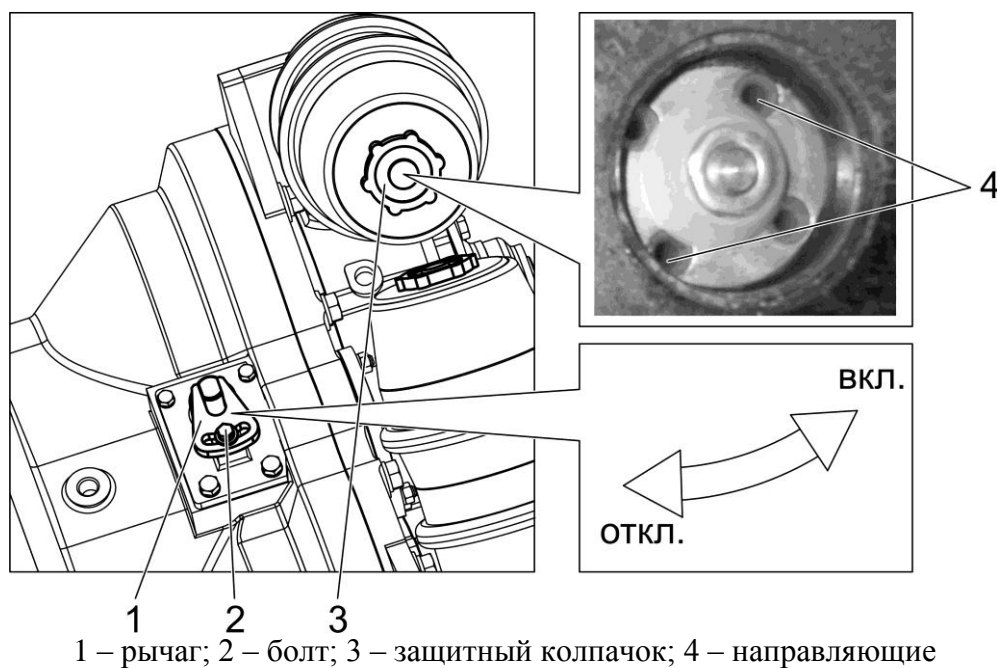 4
ВКЛ.
ОТКЛ.
1 2 3
1 – рычаг; 2 – болт; 3 – защитный колпачок; 4 – направляющие